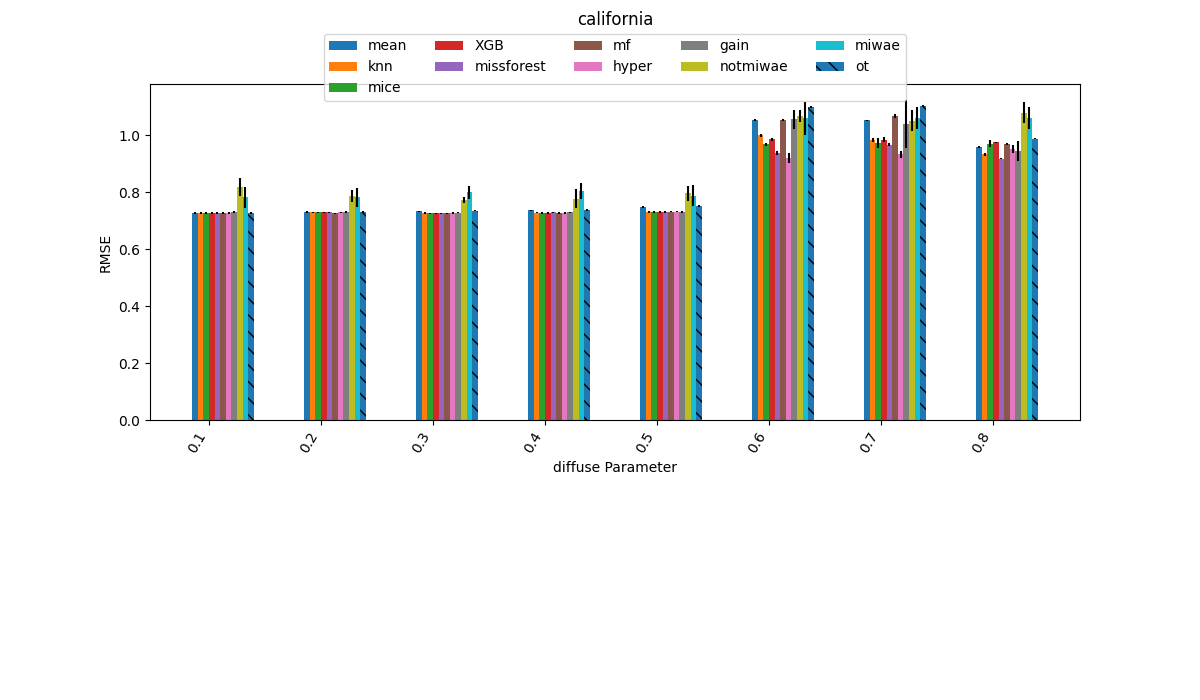 california
mean XGB mf gain miwae
knn missforest hyper notmiwae ot
mice
1.0
0.8
0.6
0.4
0.2
0.0
RMSE
0.1 0.2 0.3 0.4 0.5 0.6 0.7 0.8
diffuse Parameter